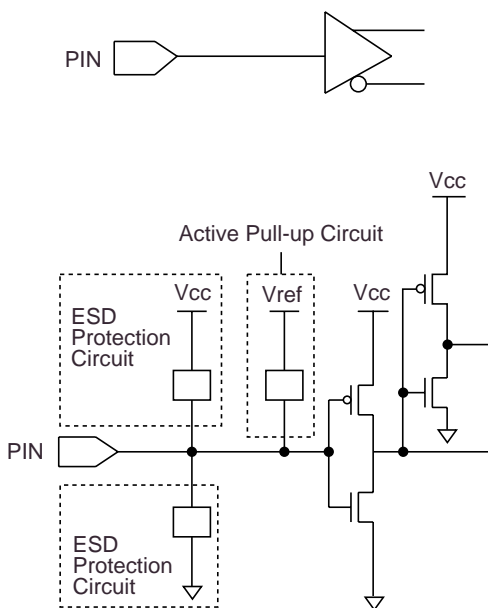 PIN
Vcc
Active Pull-up Circuit
Vcc
Vref
Vcc
ESD
Protection
Circuit
PIN
ESD
Protection
Circuit